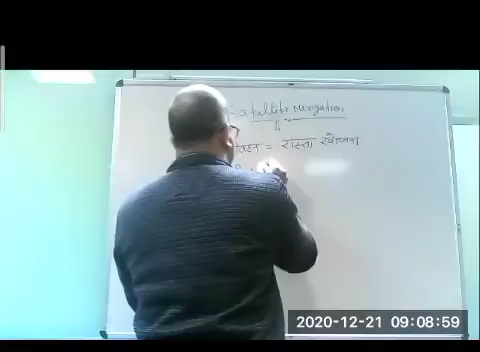 Satellite Navigation
= रास्ता खोजना
2020-12-21 09:08:59